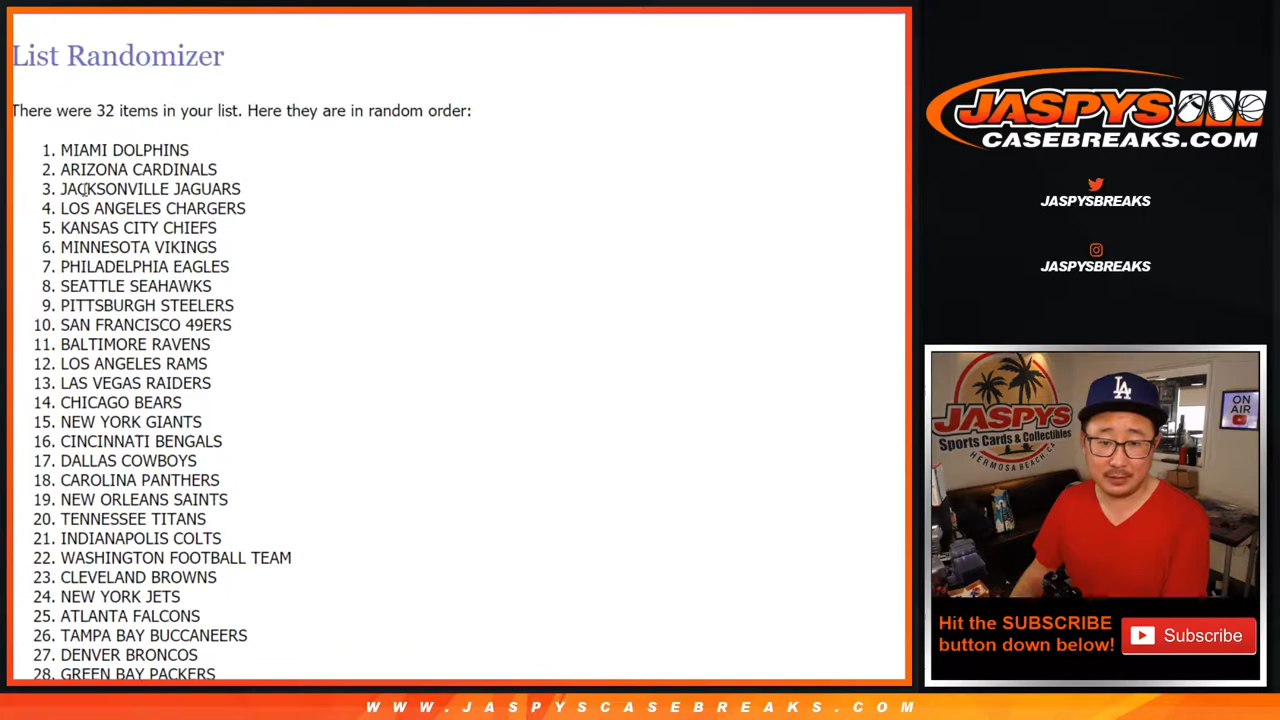 List Randomizer
There were 32 items in your list. Here they are in random order:
1. MIAMI DOLPHINS
2. ARIZONA CARDINALS
3. JACKSONVILLE JAGUARS
4. LOS ANGELES CHARGERS
5. KANSAS CITY CHIEFS
6. MINNESOTA VIKINGS
7. PHILADELPHIA EAGLES
8. SEATTLE SEAHAWKS
9. PITTSBURGH STEELERS
10. SAN FRANCISCO 49ERS
11. BALTIMORE RAVENS
12. LOS ANGELES RAMS
13. LAS VEGAS RAIDERS
14. CHICAGO BEARS
15. NEW YORK GIANTS
16. CINCINNATI BENGALS
17. DALLAS COWBOYS
18. CAROLINA PANTHERS
19. NEW ORLEANS SAINTS
20. TENNESSEE TITANS
21. INDIANAPOLIS COLTS
22. WASHINGTON FOOTBALL TEAM
23. CLEVELAND BROWNS
24. NEW YORK JETS
25. ATLANTA FALCONS
26. TAMPA BAY BUCCANEERS
27. DENVER BRONCOS
28. GREEN BAY PACKERS
JASPYS
CASEBREAKS.COM
JASPYSBREAKS
JASPYSBREAKS
JASPYS
Sports Cards & Collectibles
HERMOSA BEACH, CA
LA
ON
AIR
Hit the SUBSCRIBE
button down below!
Subscribe
WWW.JASPYSCASEBREAKS.COM